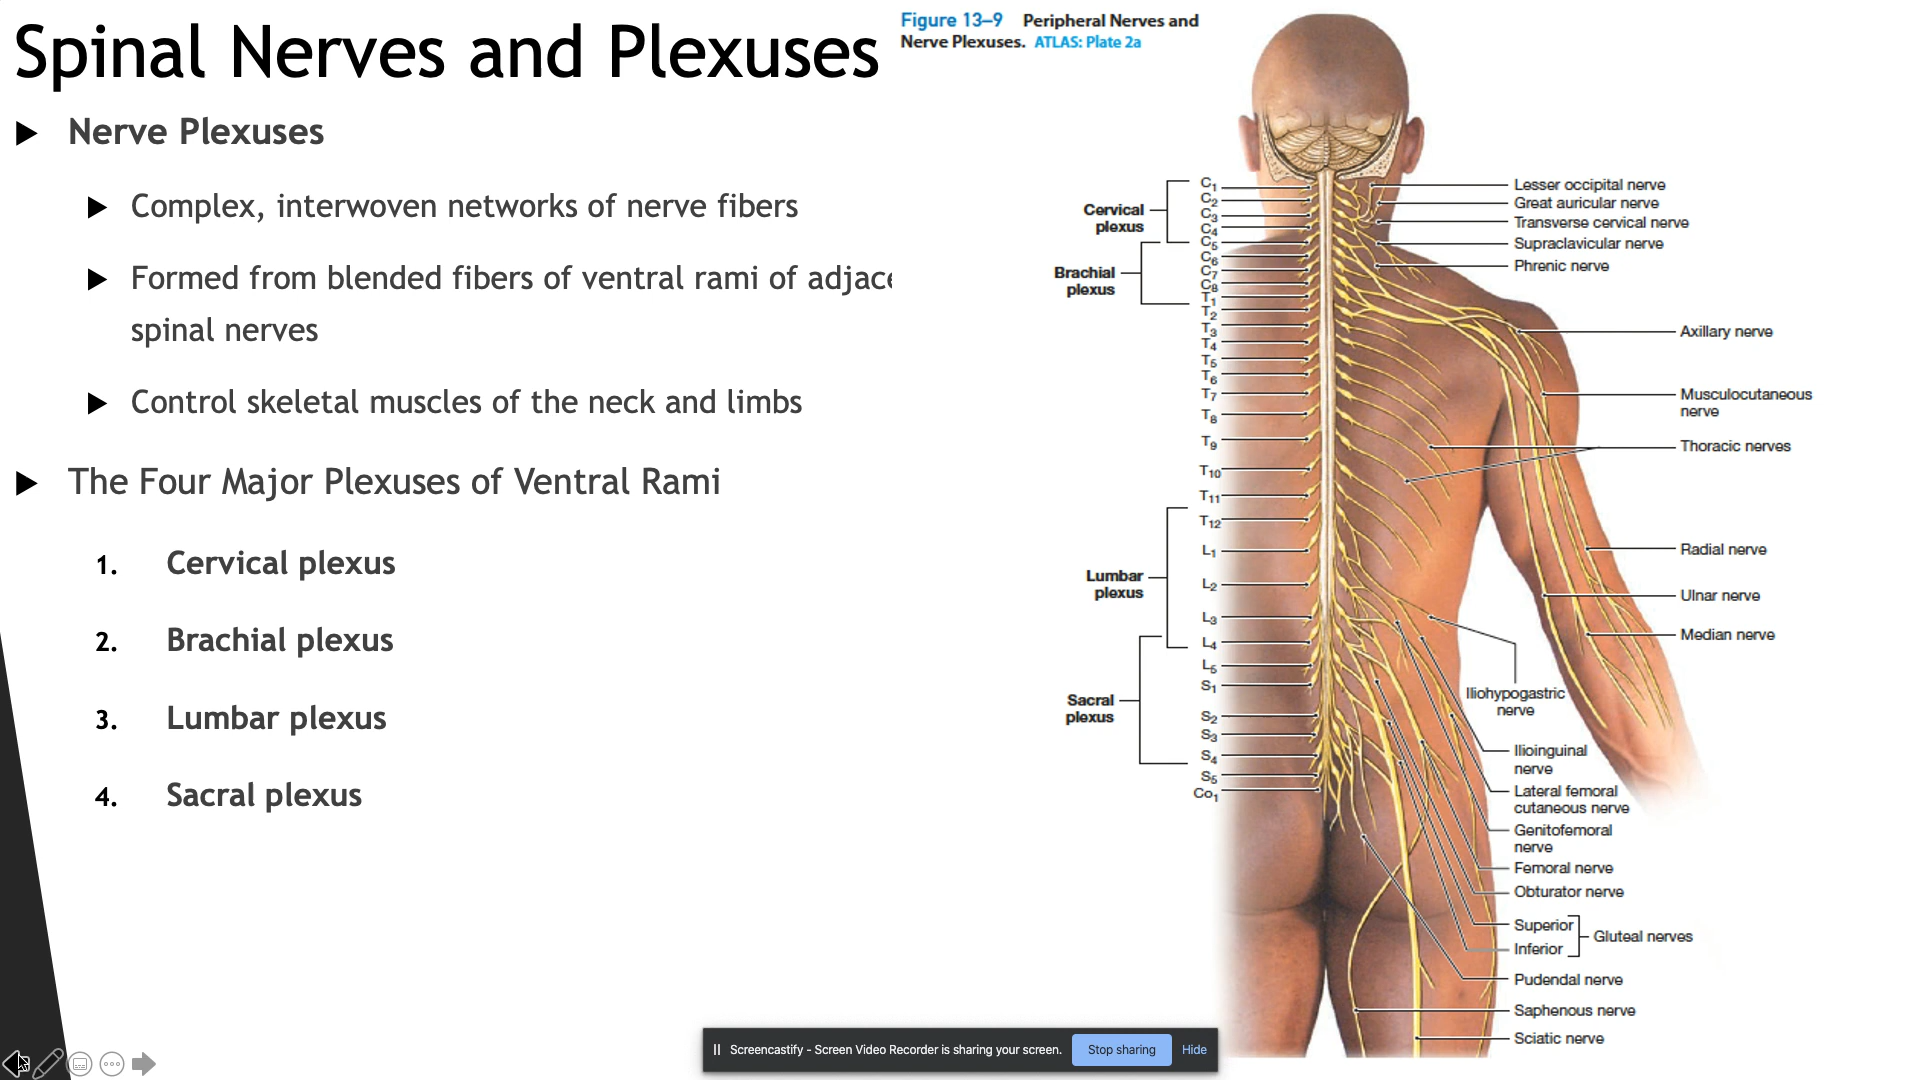 Spinal Nerves and Plexuses
Nerve Plexuses
Complex, interwoven networks of nerve fibers
Formed from blended fibers of ventral rami of adjace
spinal nerves
Control skeletal muscles of the neck and limbs
The Four Major Plexuses of Ventral Rami
1. Cervical plexus
2. Brachial plexus
3. Lumbar plexus
4. Sacral plexus
Figure 13–9 Peripheral Nerves and
Nerve Plexuses. ATLAS: Plate 2a
Cervical
plexus
Brachial
plexus
Lumbar
plexus
Sacral
plexus
C1
C2
C3
C4
C5
C6
C7
C8
T1
T2
T3
T4
T5
T6
T7
T8
T9
T10
T11
T12
L1
L2
L3
L4
L5
S1
S2
S3
S4
S5
Co1
Lesser occipital nerve
Great auricular nerve
Transverse cervical nerve
Supraclavicular nerve
Phrenic nerve
Axillary nerve
Musculocutaneous
nerve
Thoracic nerves
Radial nerve
Ulnar nerve
Median nerve
Iliohypogastric
nerve
Ilioinguinal
nerve
Lateral femoral
cutaneous nerve
Genitofemoral
nerve
Femoral nerve
Obturator nerve
Superior
Inferior
Gluteal nerves
Pudendal nerve
Saphenous nerve
Sciatic nerve
Screencastify - Screen Video Recorder is sharing your screen. Stop sharing Hide